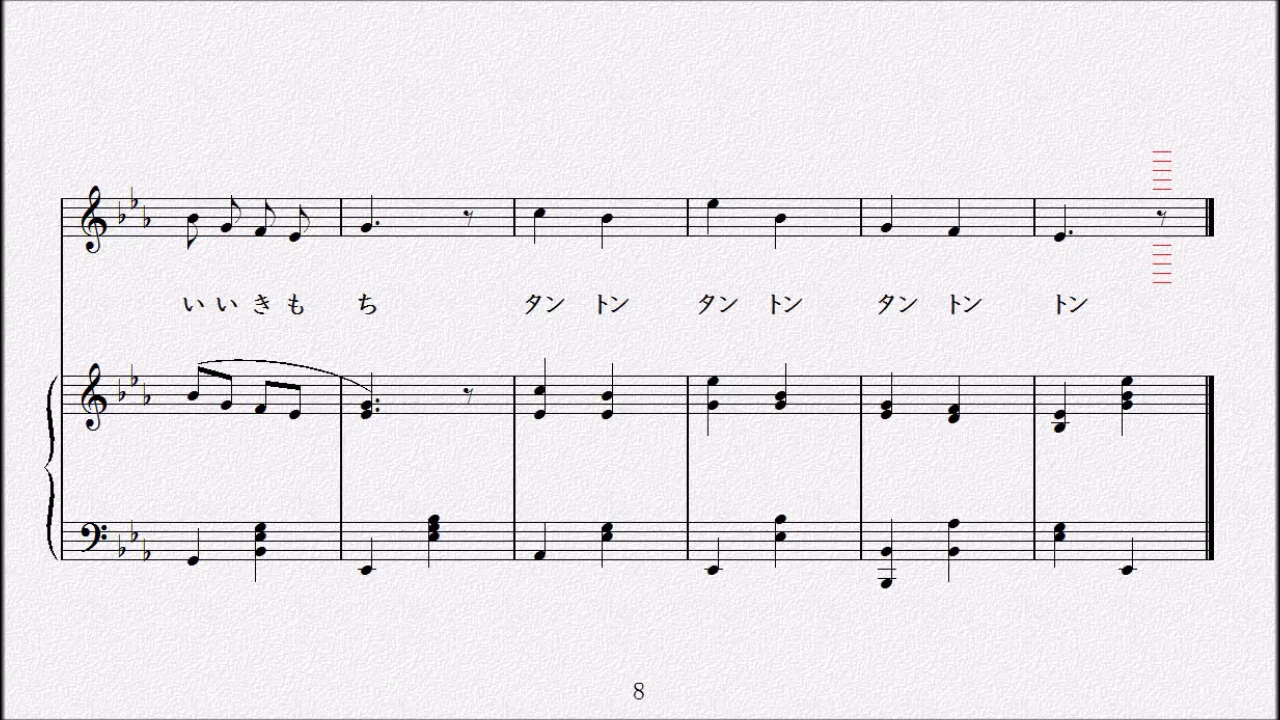 いいきも ち タン トン タン トン タン トン トン
8